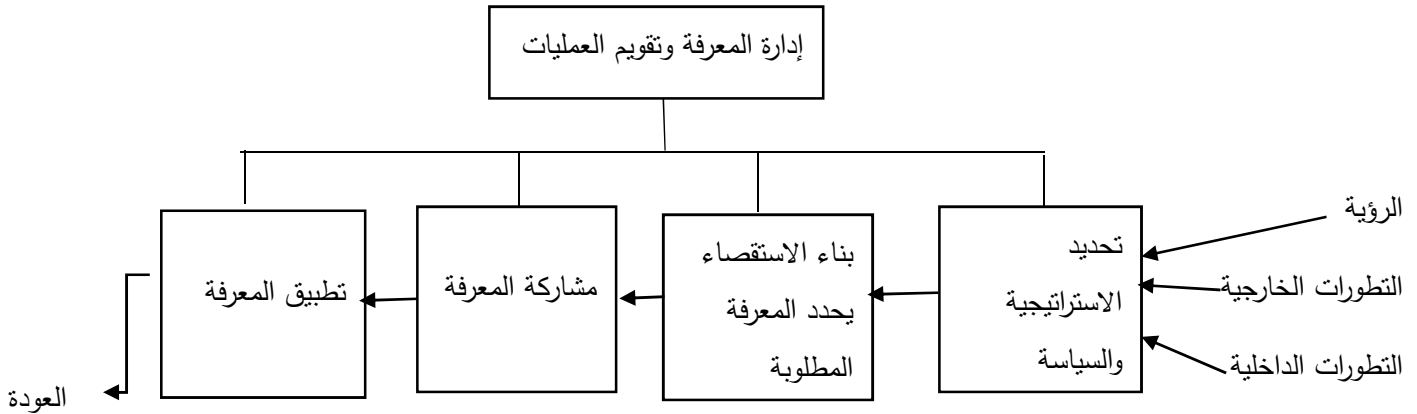 إدارة المعرفة وتقويم العمليات
الرؤية
التطورات الخارجية
التطورات الداخلية
تحديد
الاستراتيجية
والسياسة
بناء الاستقصاء
يحدد المعرفة
المطلوبة
مشاركة المعرفة
تطبيق المعرفة
العودة